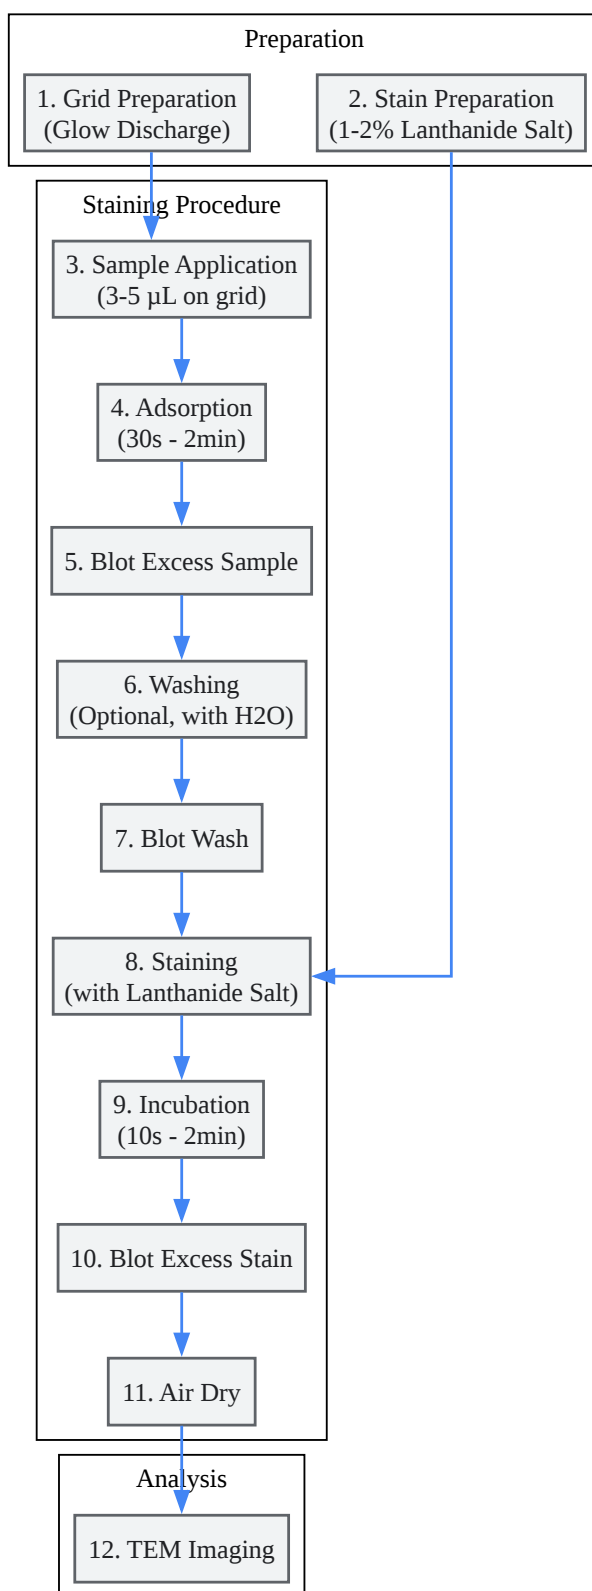 Preparation
1. Grid Preparation
(Glow Discharge)
2. Stain Preparation
(1-2% Lanthanide Salt)
Staining Procedure
3. Sample Application
(3-5 µL on grid)
4. Adsorption
(30s - 2min)
5. Blot Excess Sample
6. Washing
(Optional, with H2O)
7. Blot Wash
8. Staining
(with Lanthanide Salt)
9. Incubation
(10s - 2min)
10. Blot Excess Stain
11. Air Dry
Analysis
12. TEM Imaging